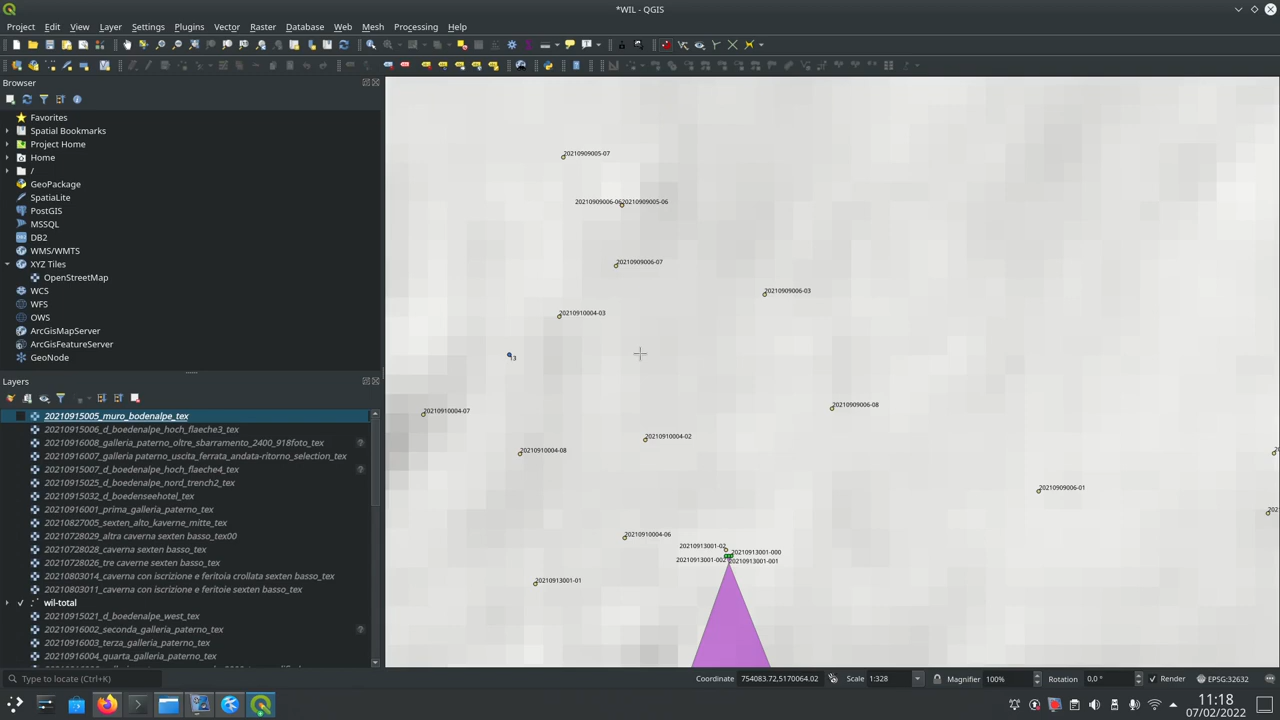 *WIL - QGIS
Project Edit View Layer Settings Plugins Vector Raster Database Web Mesh Processing Help
Browser
Favorites
Spatial Bookmarks
Project Home
Home
/
GeoPackage
SpatiaLite
PostGIS
MSSQL
DB2
WMS/WMTS
XYZ Tiles
OpenStreetMap
WCS
WFS
OWS
ArcGisMapServer
ArcGisFeatureServer
GeoNode
Layers
20210915005_muro_bodenalpe_tex
20210915006_d_boedenalpe_hoch_flaeche3_tex
20210916008_galleria_paterno_oltre_sbarramento_2400_918foto_tex
20210916007_galleria paterno_uscita_ferrata_andata-ritorno_selection_tex
20210915007_d_boedenalpe_hoch_flaeche4_tex
20210915025_d_boedenalpe_nord_trench2_tex
20210915032_d_boedenseehotel_tex
20210916001_prima_galleria_paterno_tex
20210827005_sexten_alto_kaverne_mitte_tex
20210728029_altra caverna sexten basso_tex00
20210728028_caverna sexten basso_tex
20210728026_tre caverne sexten basso_tex
20210803014_caverna con iscrizione e feritoia crollata sexten basso_tex
20210803011_caverna con iscrizione e feritoie sexten basso_tex
wil-total
20210915021_d_boedenalpe_west_tex
20210916002_seconda_galleria_paterno_tex
20210916003_terza_galleria_paterno_tex
20210916004_quarta_galleria_paterno_tex
20210909005-07
20210909006-06 20210909005-06
20210909006-07
20210909006-03
20210910004-03
13
20210910004-07
20210909006-08
20210910004-02
20210910004-08
20210909006-01
202
20210910004-06
20210913001-02
20210913001-000
20210913001-002 20210913001-001
20210913001-01
Type to locate (Ctrl+K)
Coordinate 754083.72,5170064.02 Scale 1:328 Magnifier 100% Rotation 0,0 ° Render EPSG:32632
11:18
07/02/2022